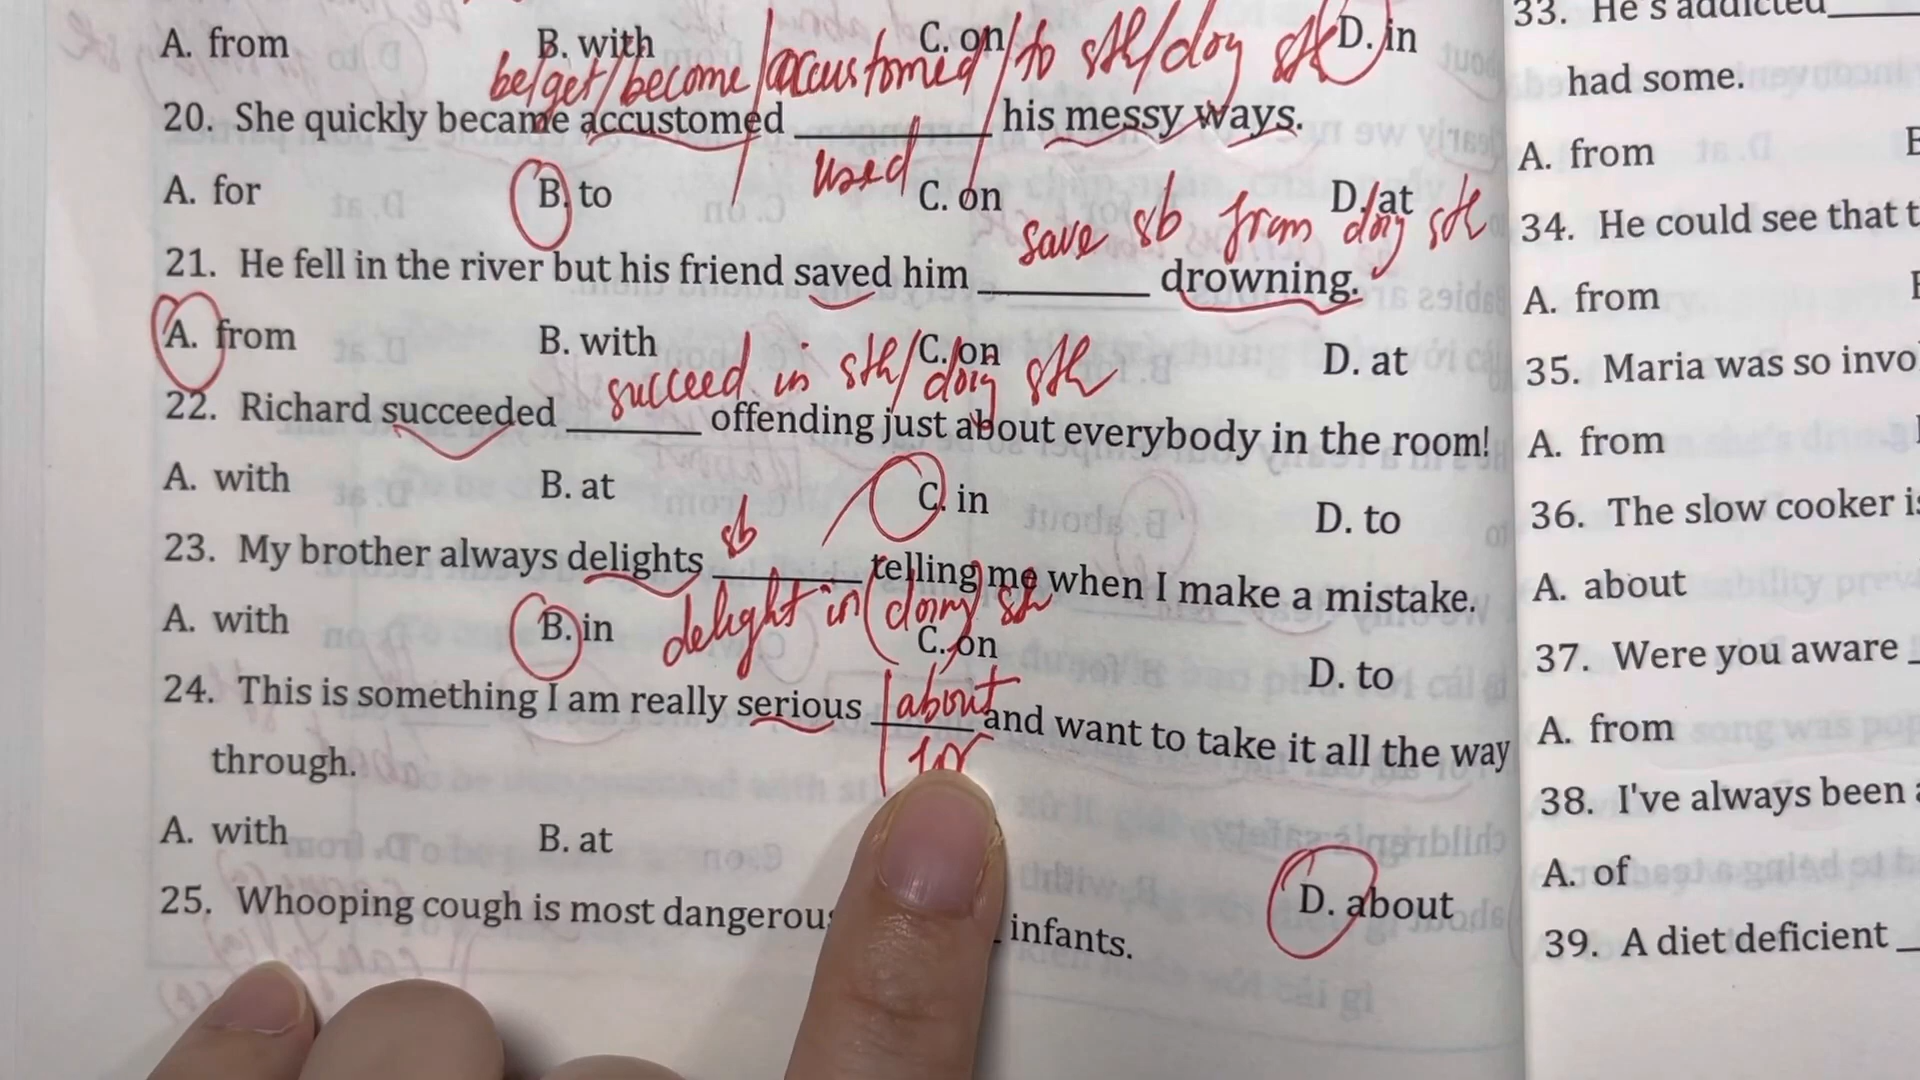 A. from B. with C. on D. in
be/get/become/accustomed/to sth/doing sth
20. She quickly became accustomed __________ his messy ways.
used
A. for B. to C. on D. at
save sb from doing sth
21. He fell in the river but his friend saved him __________ drowning.
A. from B. with C. on D. at
succeed in sth/doing sth
22. Richard succeeded ________ offending just about everybody in the room!
A. with B. at C. in D. to
sb
23. My brother always delights ________ telling me when I make a mistake.
delight in (doing) sth
A. with B. in C. on D. to
about
24. This is something I am really serious ______ and want to take it all the way
for
through.
A. with B. at D. about
25. Whooping cough is most dangerou infants.
33. He's addicted
had some.
A. from
34. He could see that t
A. from
35. Maria was so invo
A. from
36. The slow cooker is
A. about
37. Were you aware _
A. from
38. I've always been
A. of
39. A diet deficient _